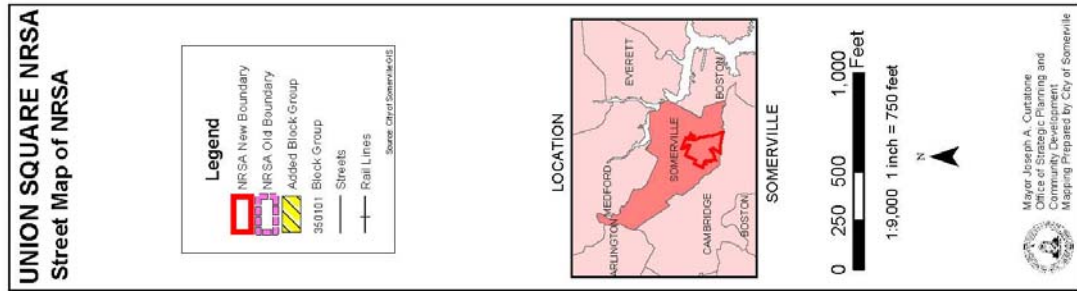 UNION SQUARE NRSA
Street Map of NRSA
Legend
NRSA New Boundary
NRSA Old Boundary
Added Block Group
350101 Block Group
Streets
Rail Lines
Source: City of Somerville GIS
LOCATION
MEDFORD
EVERETT
ARLINGTON
SOMERVILLE
CAMBRIDGE
BOSTON
BOSTON
SOMERVILLE
0 250 500 1,000
Feet
1:9,000 1 inch = 750 feet
N
Mayor Joseph A. Curtatone
Office of Strategic Planning and
Community Development
Mapping Prepared by City of Somerville